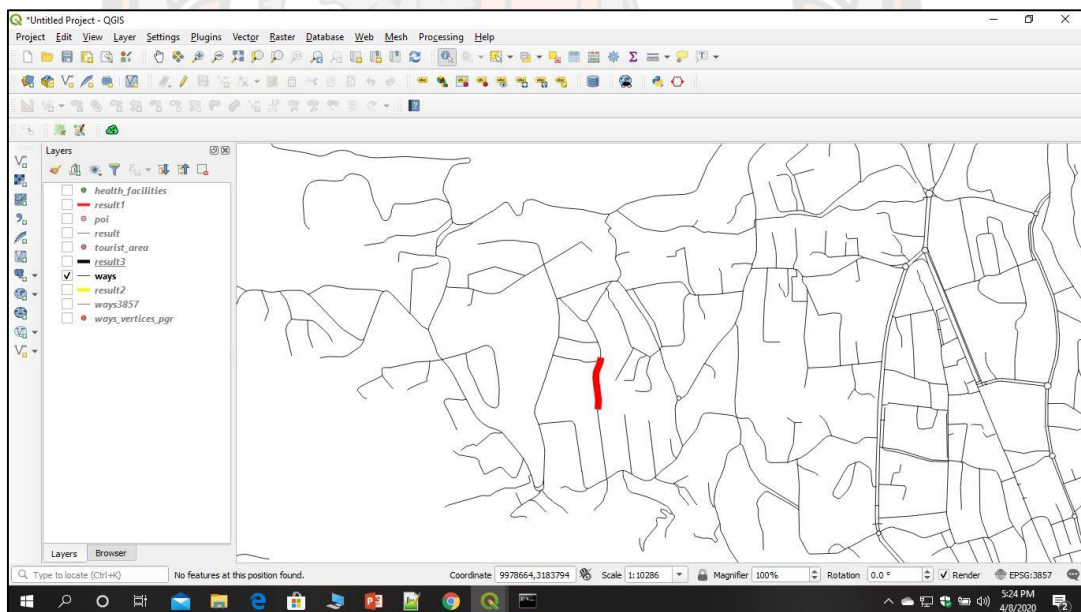 *Untitled Project - QGIS
Project Edit View Layer Settings Plugins Vector Raster Database Web Mesh Processing Help
Layers
health_facilities
result1
poi
result
tourist_area
result3
ways
result2
ways3857
ways_vertices_pgr
Layers Browser
Type to locate (Ctrl+K) No features at this position found. Coordinate 9978664,3183794 Scale 1:10286 Magnifier 100% Rotation 0.0 ° Render EPSG:3857
5:24 PM
4/8/2020